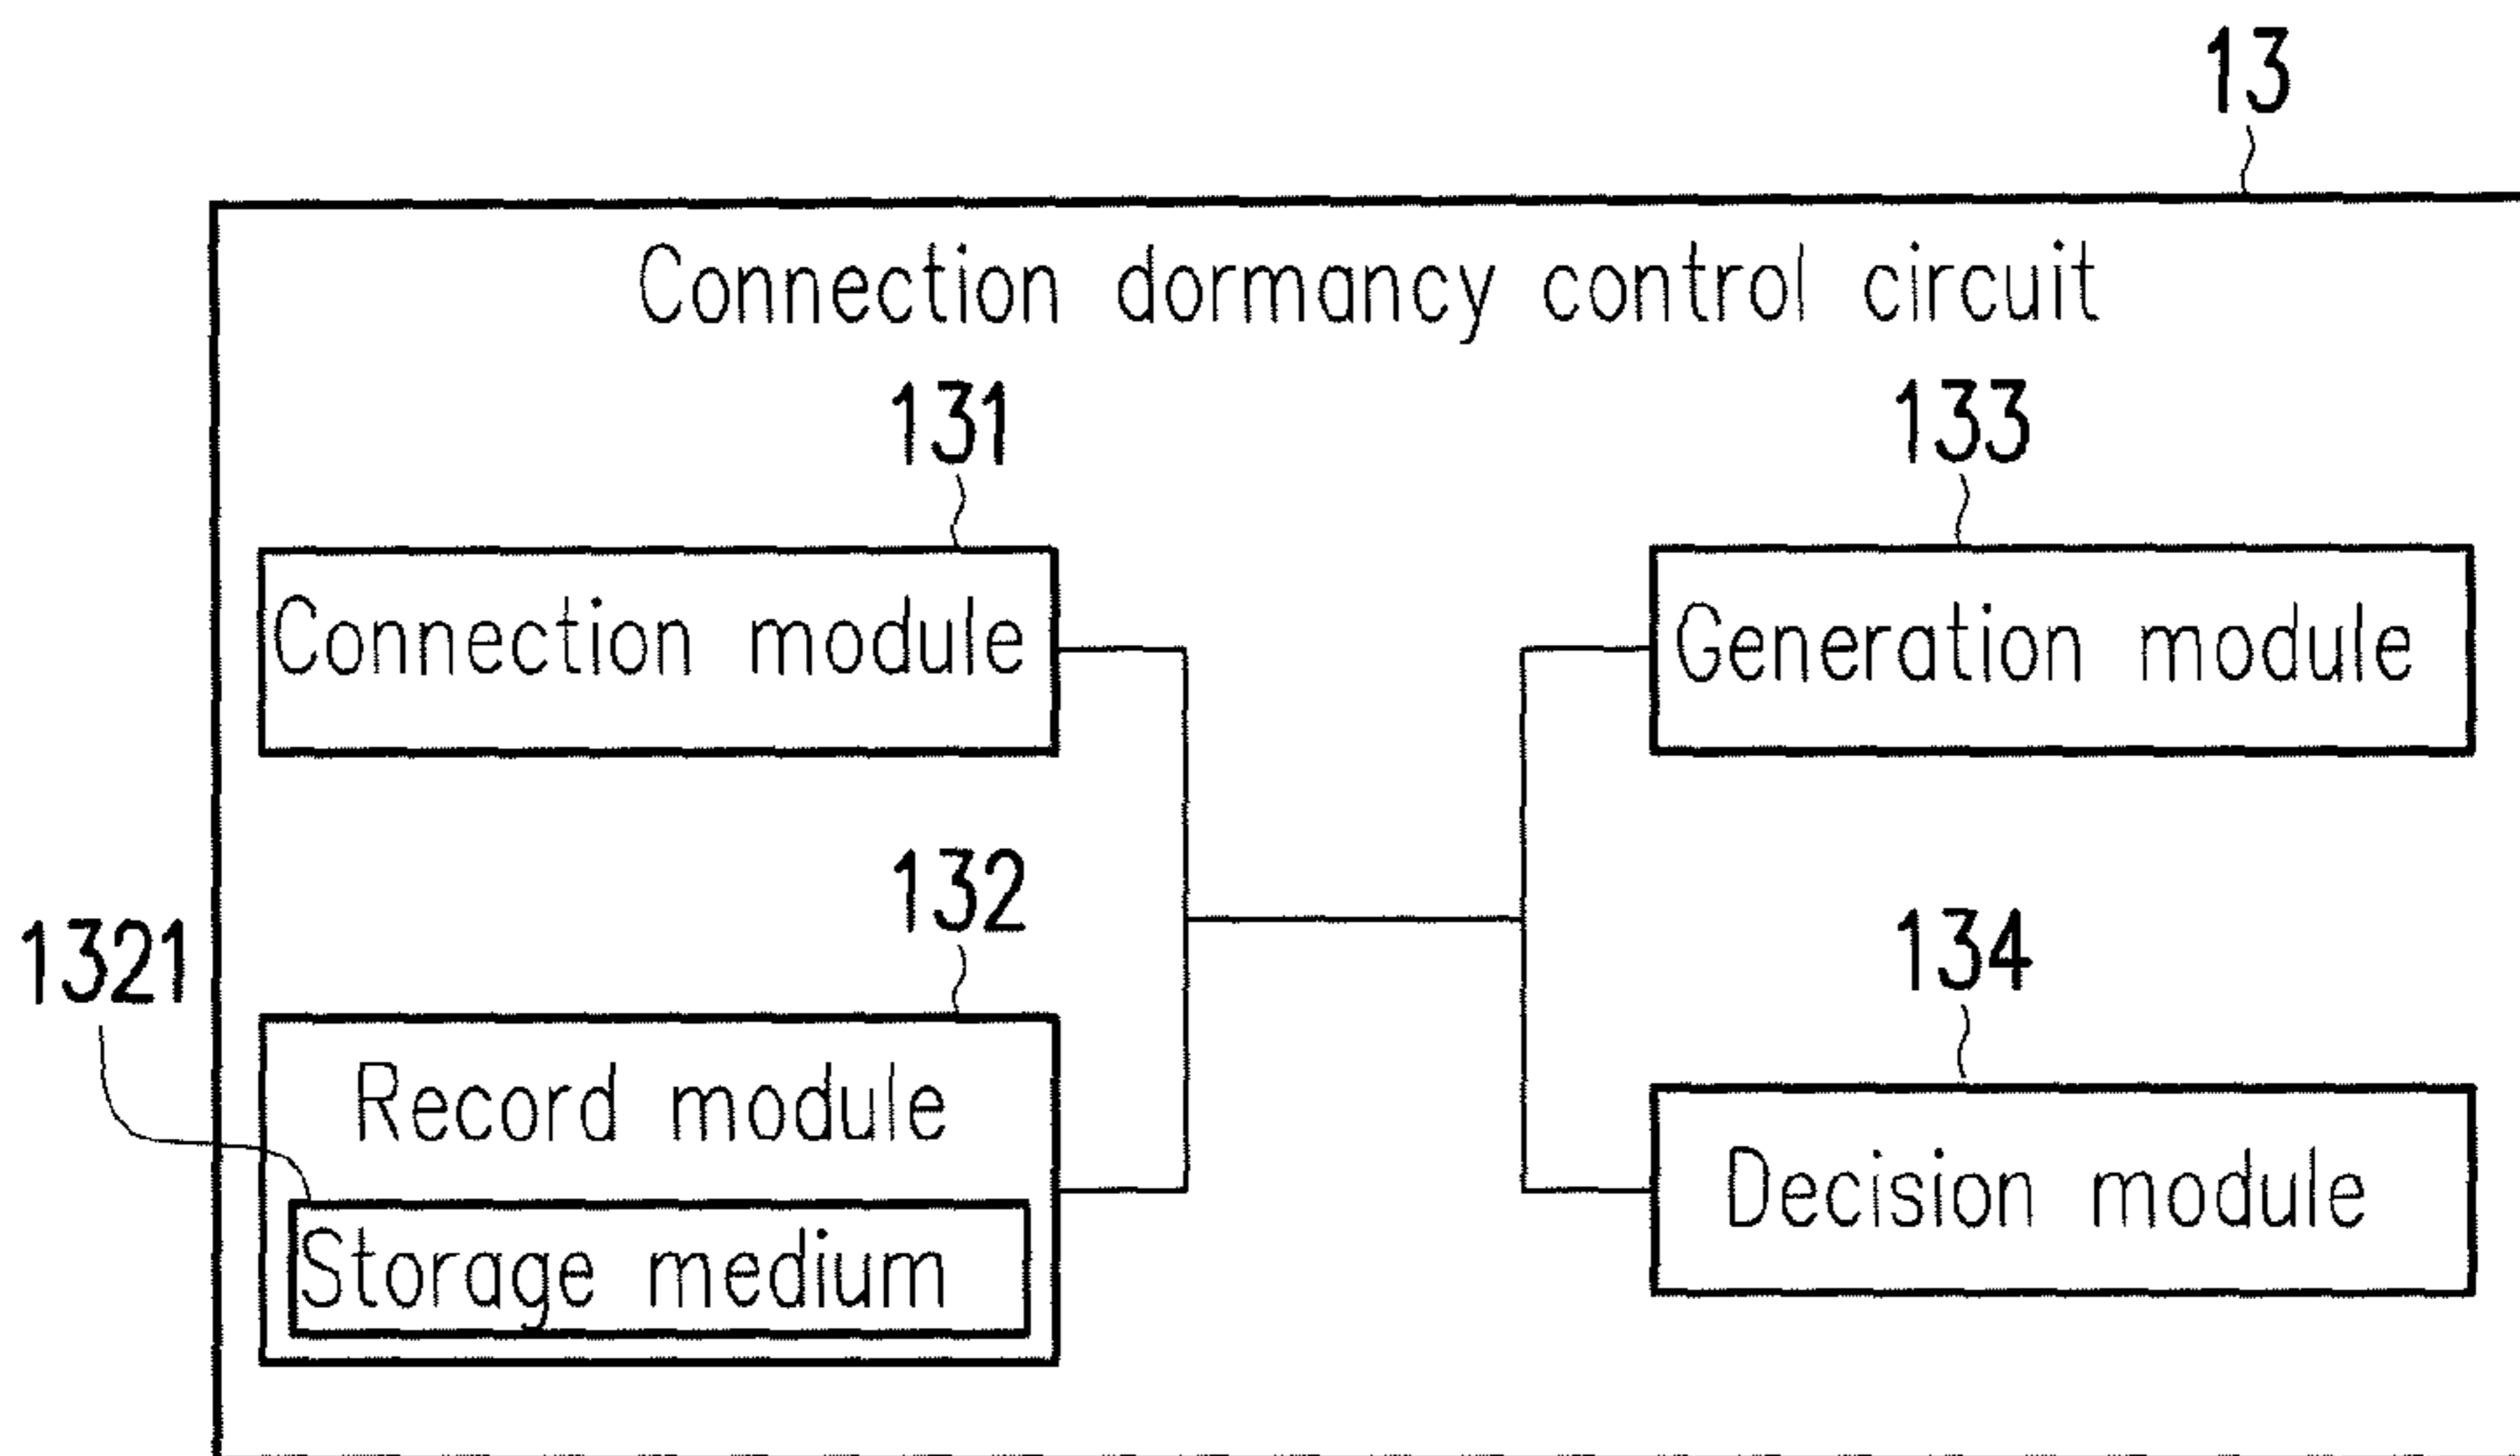 13
Connection dormancy control circuit
131
133
Connection module
Generation module
132
134
1321
Record module
Decision module
Storage medium